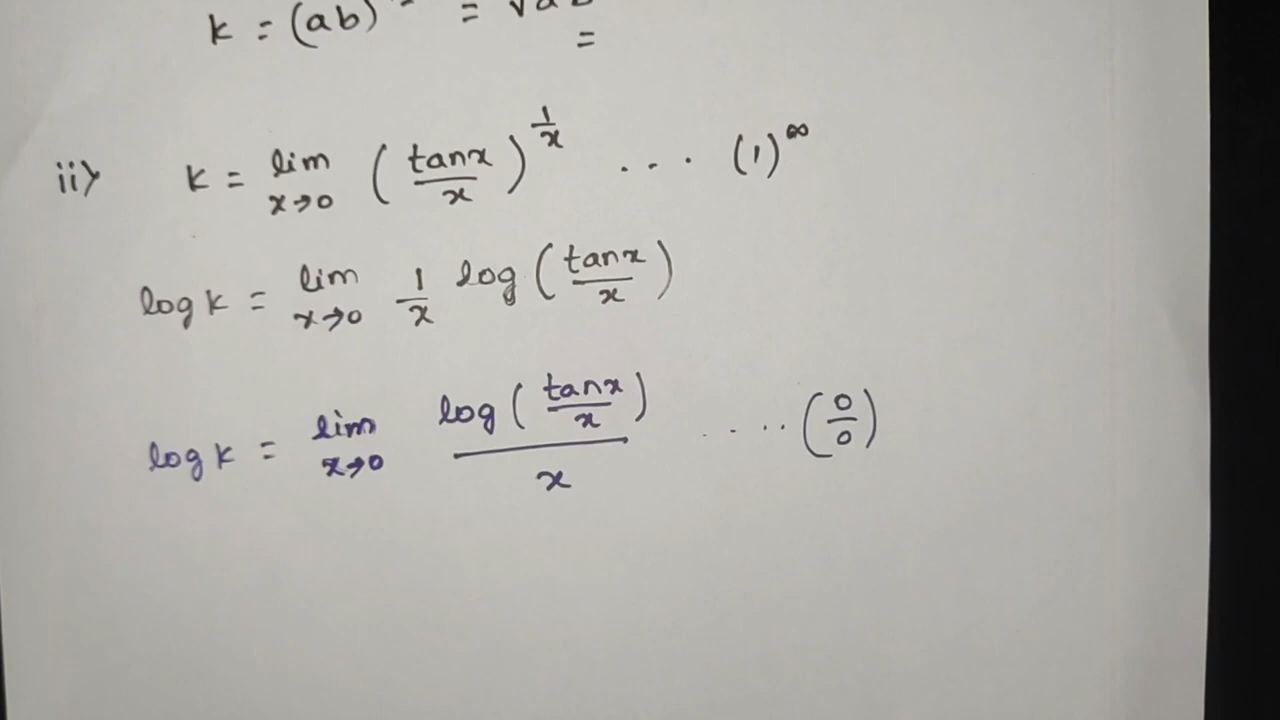 k = (ab) = √ab
=
ii) k = lim x→0 (tanx/x)^(1/x) ... (1)^∞
log k = lim x→0 1/x log (tanx/x)
log k = lim x→0 log (tanx/x) / x .... (0/0)